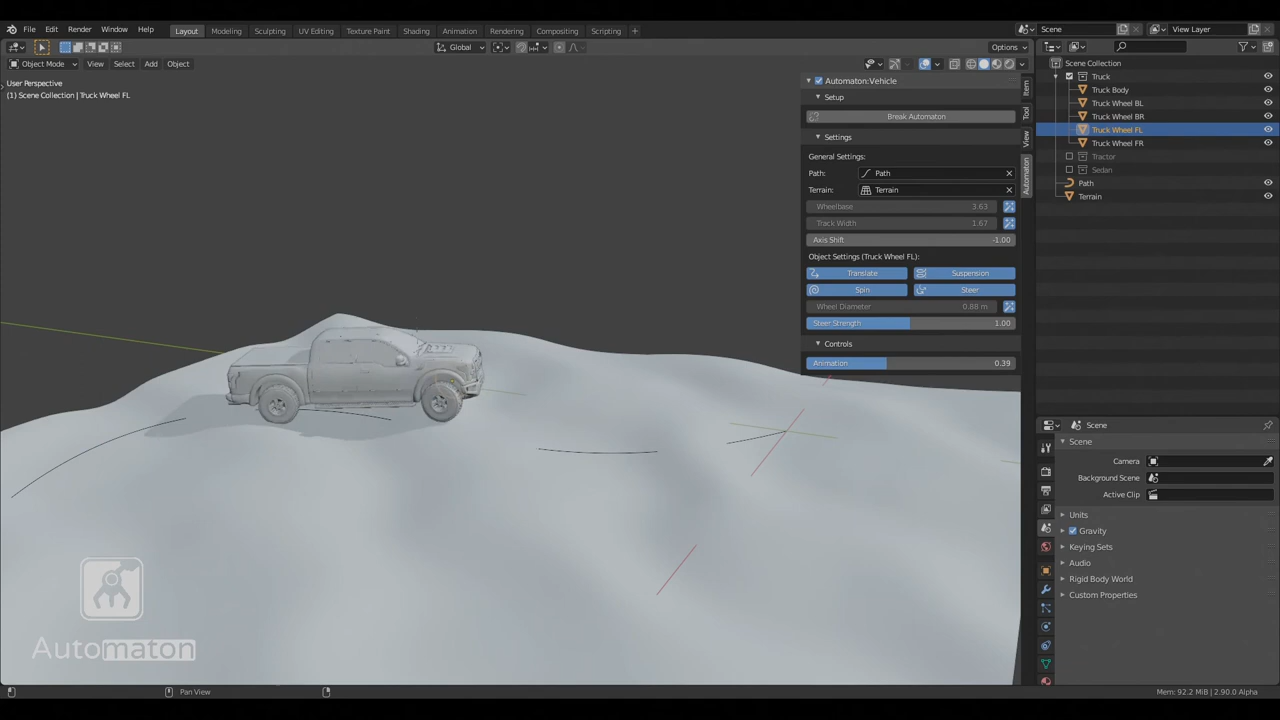 File Edit Render Window Help
Layout Modeling Sculpting UV Editing Texture Paint Shading Animation Rendering Compositing Scripting +
Scene
View Layer
Global
Options
Object Mode View Select Add Object
User Perspective
(1) Scene Collection | Truck Wheel FL
Automaton:Vehicle
Setup
Break Automaton
Settings
General Settings:
Path: Path
Terrain: Terrain
Wheelbase 3.63
Track Width 1.67
Axis Shift -1.00
Object Settings (Truck Wheel FL):
Translate Suspension
Spin Steer
Wheel Diameter 0.88 m
Steer Strength 1.00
Controls
Animation 0.39
Item
Tool
View
Automaton
Scene Collection
Truck
Truck Body
Truck Wheel BL
Truck Wheel BR
Truck Wheel FL
Truck Wheel FR
Tractor
Sedan
Path
Terrain
Scene
Scene
Camera
Background Scene
Active Clip
Units
Gravity
Keying Sets
Audio
Rigid Body World
Custom Properties
Automaton
Pan View
Mem: 92.2 MiB | 2.90.0 Alpha